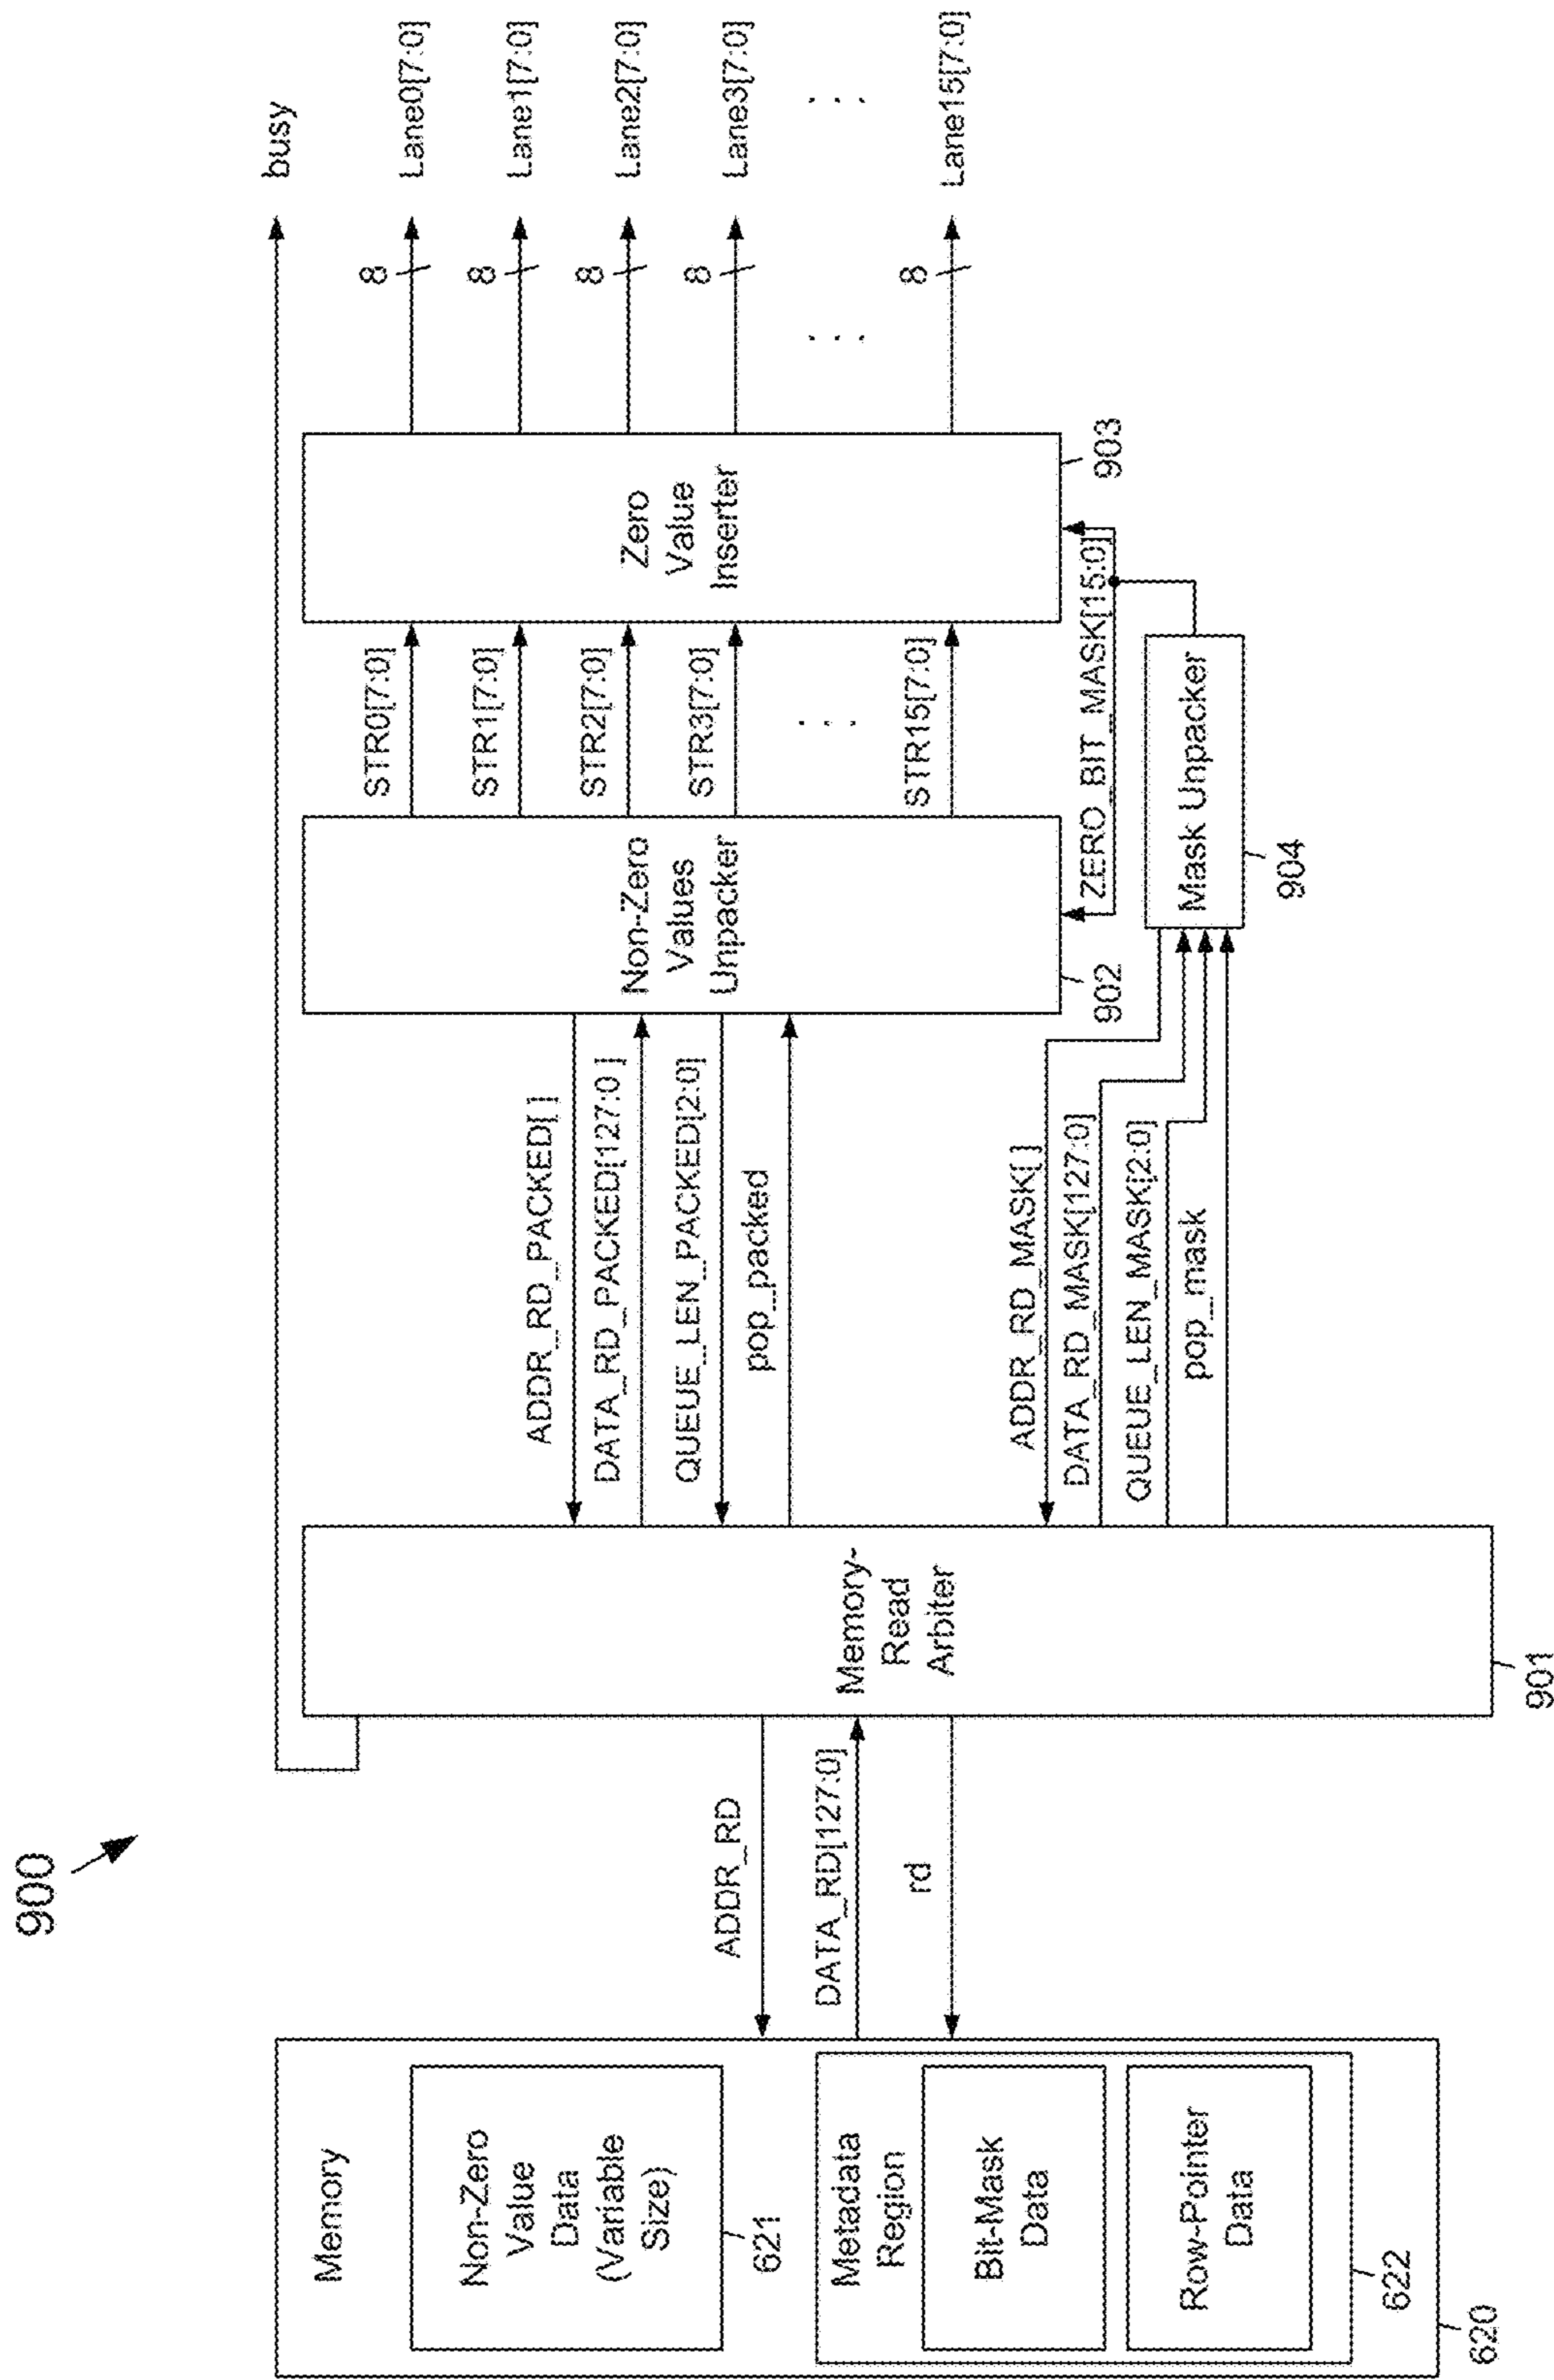 900
Memory
Non-Zero
Value
Data
(Variable
Size)
621
Metadata
Region
Bit-Mask
Data
Row-Pointer
Data
622
620
ADDR_RD
DATA_RD[127:0]
rd
Memory-
Read
Arbiter
901
ADDR_RD_PACKED[ ]
DATA_RD_PACKED[127:0 ]
QUEUE_LEN_PACKED[2:0]
pop_packed
ADDR_RD_MASK[ ]
DATA_RD_MASK[127:0]
QUEUE_LEN_MASK[2:0]
pop_mask
Non-Zero
Values
Unpacker
902
ZERO_BIT_MASK[15:0]
Mask Unpacker
904
STR0[7:0]
STR1[7:0]
STR2[7:0]
STR3[7:0]
. . .
STR15[7:0]
Zero
Value
Inserter
903
8
8
8
8
. . .
8
busy
Lane0[7:0]
Lane1[7:0]
Lane2[7:0]
Lane3[7:0]
. . .
Lane15[7:0]